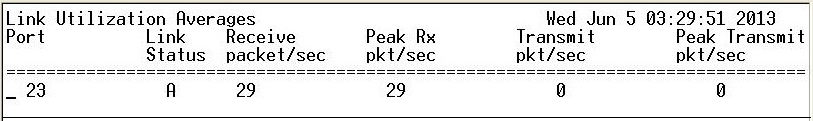 Link Utilization Averages Wed Jun 5 03:29:51 2013
Port Link Receive Peak Rx Transmit Peak Transmit
Status packet/sec pkt/sec pkt/sec pkt/sec
================================================================================
_ 23 A 29 29 0 0